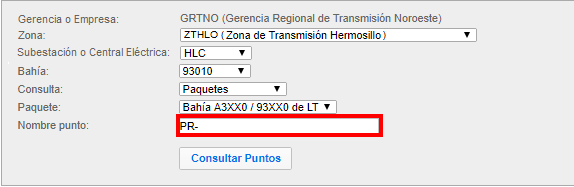 Gerencia o Empresa: GRTNO (Gerencia Regional de Transmisión Noroeste)
Zona: ZTHLO (Zona de Transmisión Hermosillo)
Subestación o Central Eléctrica: HLC
Bahía: 93010
Consulta: Paquetes
Paquete: Bahía A3XX0 / 93XX0 de LT
Nombre punto: PR-
Consultar Puntos